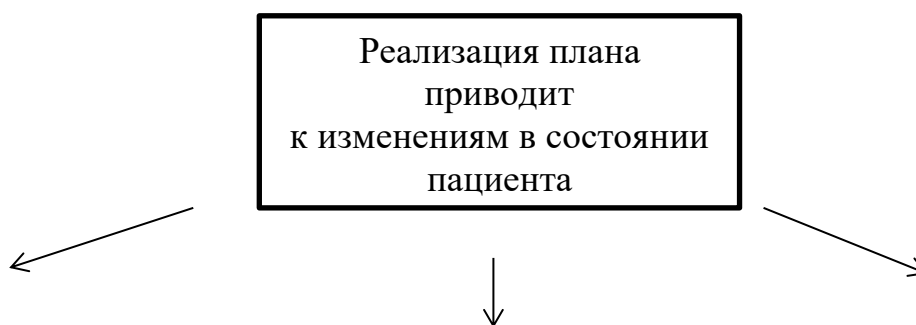 Реализация плана
приводит
к изменениям в состоянии
пациента